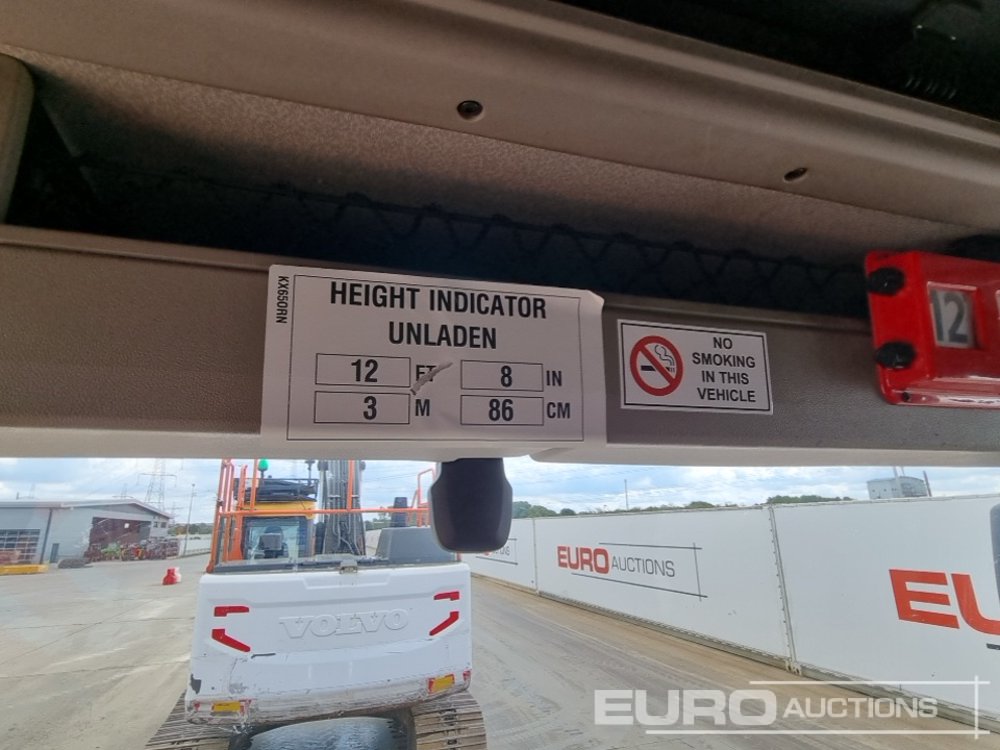 KX65ORN
HEIGHT INDICATOR
UNLADEN
12 FT 8 IN
3 M 86 CM
NO
SMOKING
IN THIS
VEHICLE
12
VOLVO
EURO AUCTIONS
EU
EURO AUCTIONS